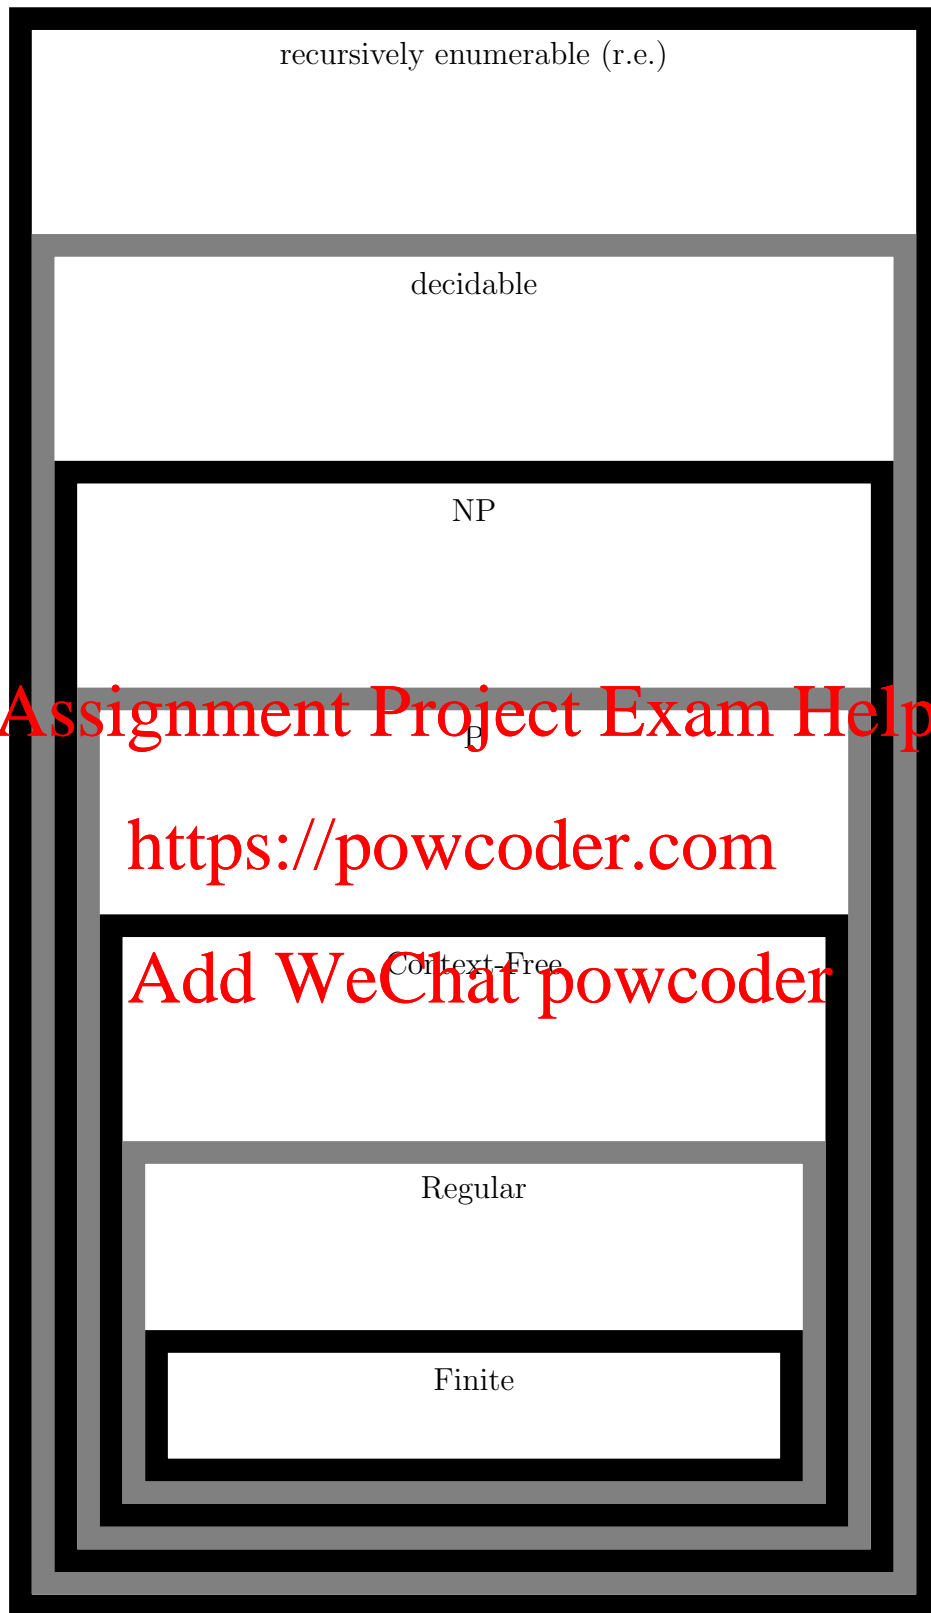 recursively enumerable (r.e.)
decidable
NP
Assignment Project Exam Help
P
https://powcoder.com
Context-Free
Add WeChat powcoder
Regular
Finite